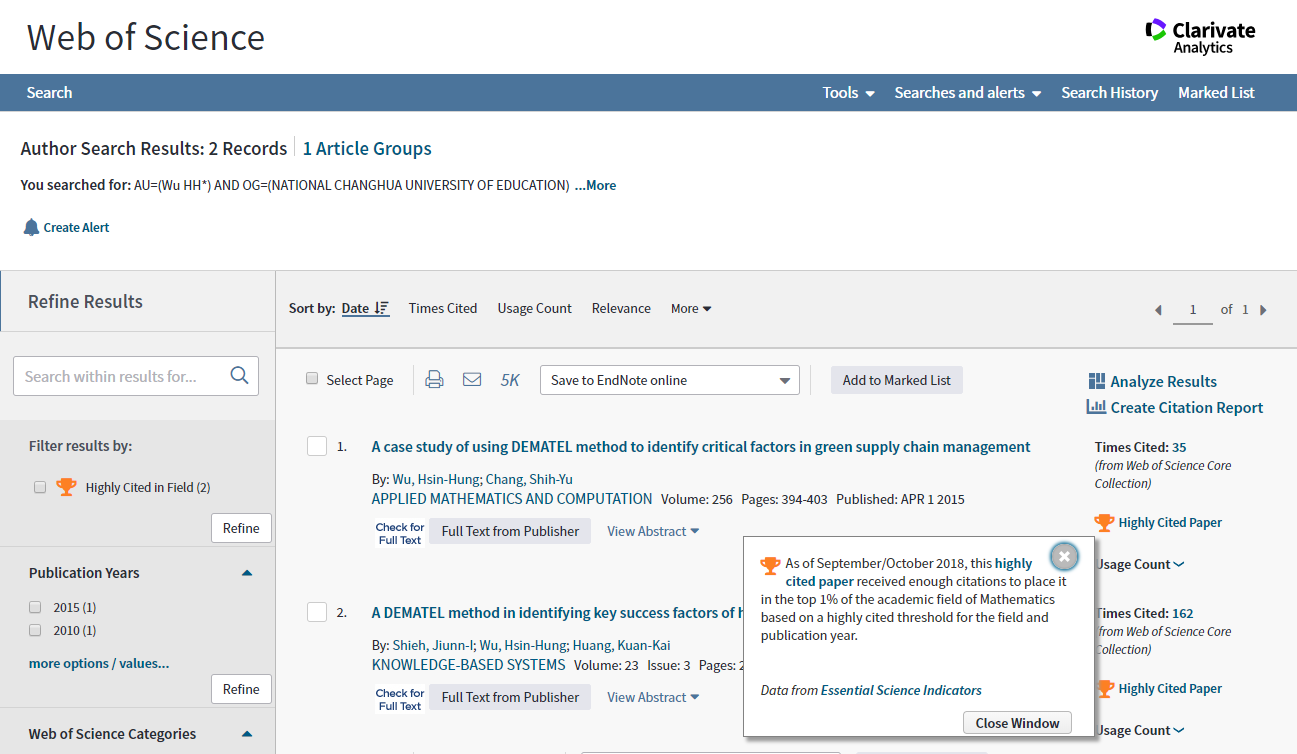 Web of Science
Clarivate
Analytics
Search
Tools
Searches and alerts
Search History
Marked List
Author Search Results: 2 Records
1 Article Groups
You searched for: AU=(Wu HH*) AND OG=(NATIONAL CHANGHUA UNIVERSITY OF EDUCATION) ...More
Create Alert
Refine Results
Search within results for...
Filter results by:
Highly Cited in Field (2)
Refine
Publication Years
2015 (1)
2010 (1)
more options / values...
Refine
Web of Science Categories
Sort by: Date
Times Cited
Usage Count
Relevance
More
1 of 1
Select Page
5K
Save to EndNote online
Add to Marked List
Analyze Results
Create Citation Report
1. A case study of using DEMATEL method to identify critical factors in green supply chain management
By: Wu, Hsin-Hung; Chang, Shih-Yu
APPLIED MATHEMATICS AND COMPUTATION Volume: 256 Pages: 394-403 Published: APR 1 2015
Check for
Full Text
Full Text from Publisher
View Abstract
Times Cited: 35
(from Web of Science Core
Collection)
Highly Cited Paper
Usage Count
2. A DEMATEL method in identifying key success factors of
By: Shieh, Jiunn-I; Wu, Hsin-Hung; Huang, Kuan-Kai
KNOWLEDGE-BASED SYSTEMS Volume: 23 Issue: 3 Pages:
Check for
Full Text
Full Text from Publisher
View Abstract
Times Cited: 162
(from Web of Science Core
Collection)
Highly Cited Paper
Usage Count
As of September/October 2018, this highly
cited paper received enough citations to place it
in the top 1% of the academic field of Mathematics
based on a highly cited threshold for the field and
publication year.
Data from Essential Science Indicators
Close Window